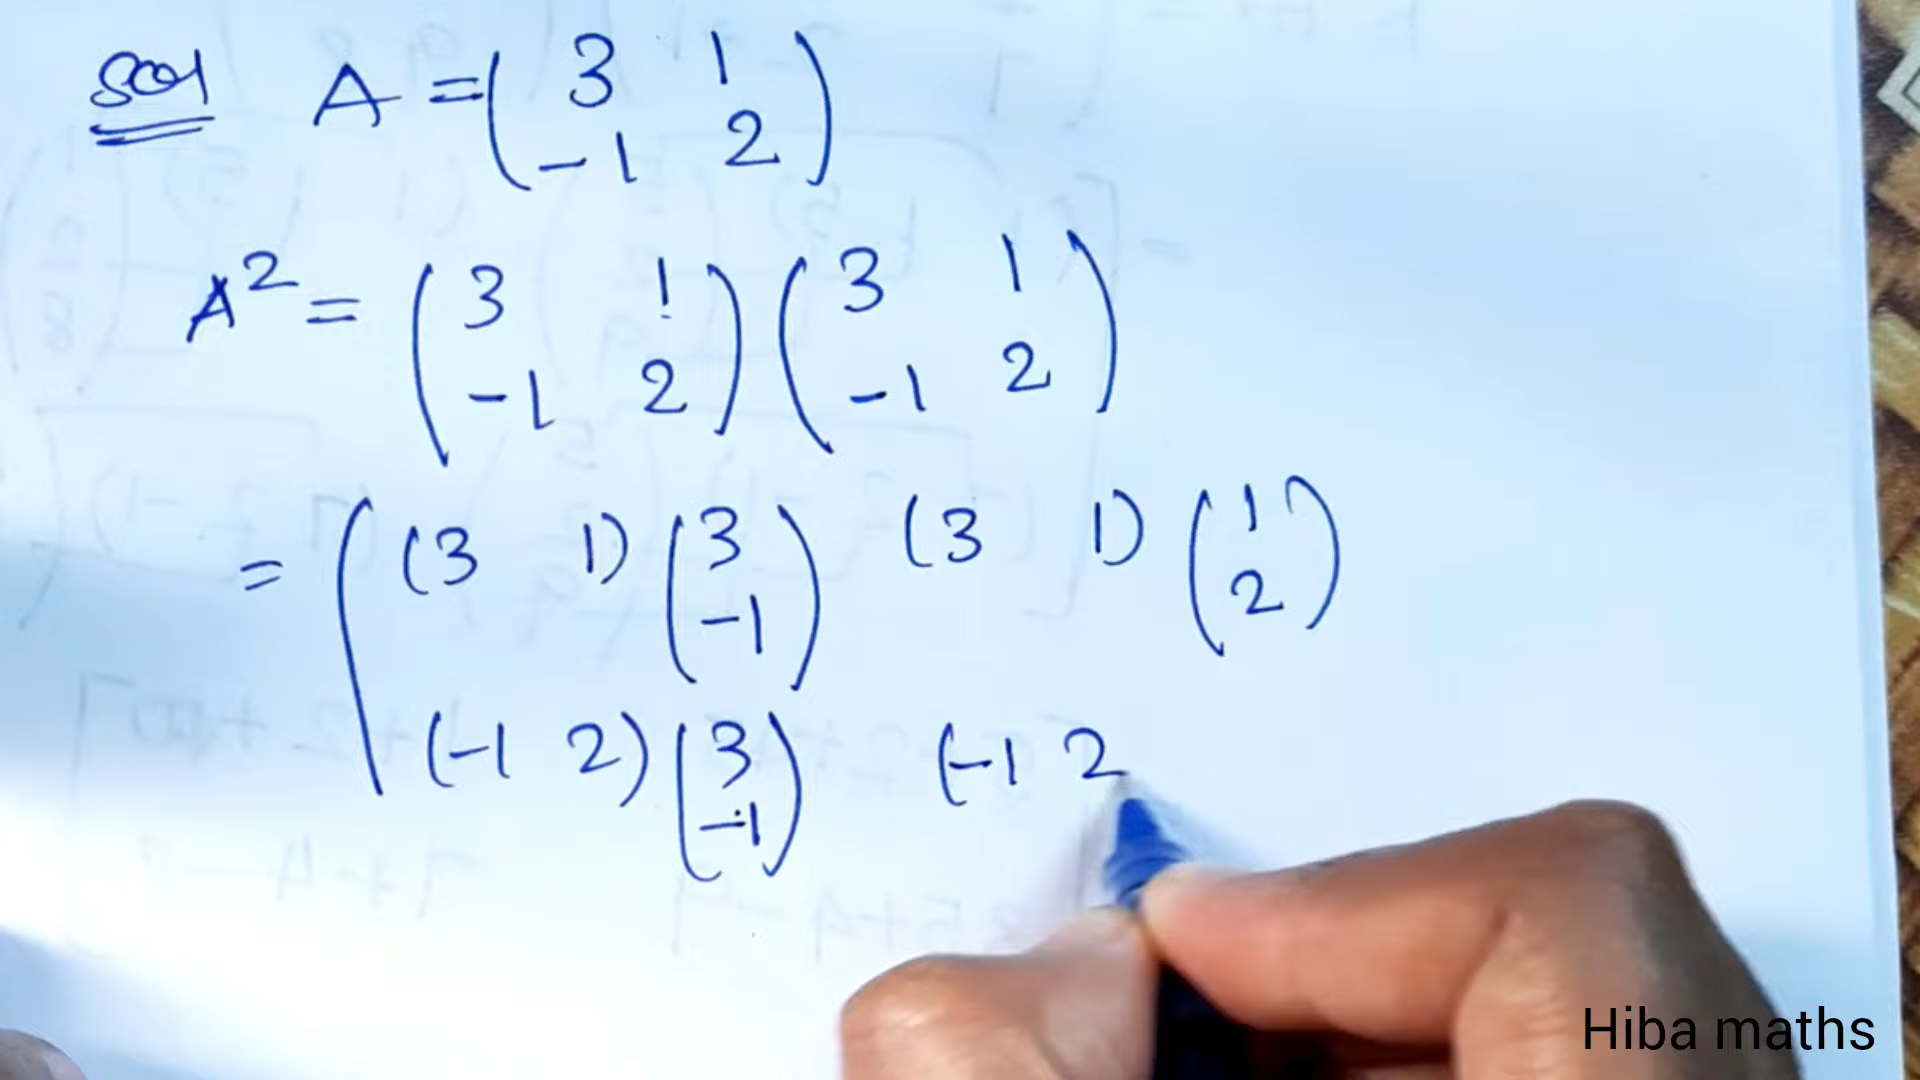 Sol A = ( 3 1
-1 2 )
A² = ( 3 1 ) ( 3 1 )
-1 2 -1 2
= ( (3 1) ( 3 (3 1) ( 1
-1 ) 2 )
(-1 2) ( 3 (-1 2
-1 )
Hiba maths